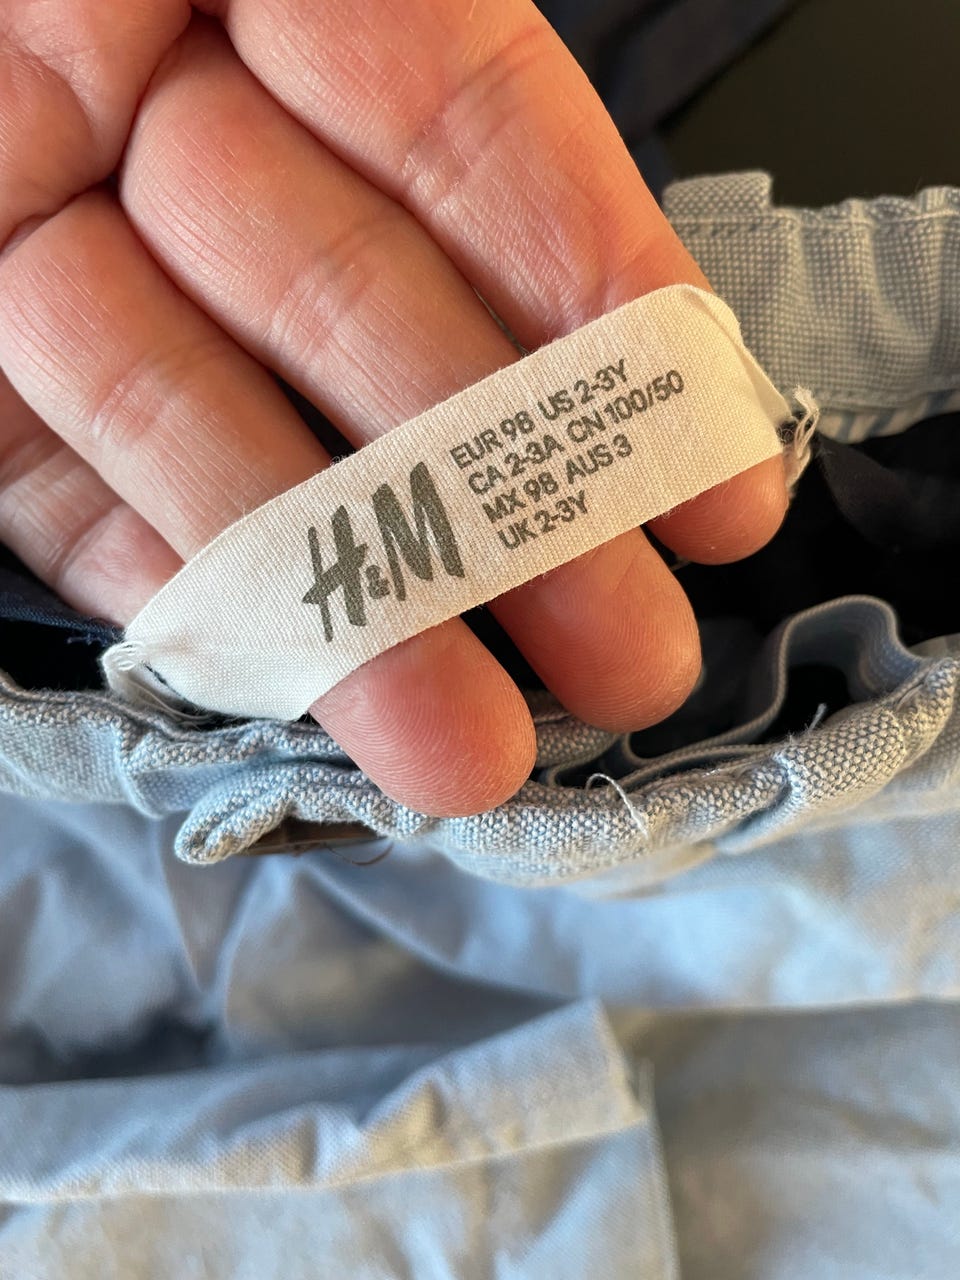 H&M
EUR 98 US 2-3Y
CA 2-3A CN 100/50
MX 98 AUS 3
UK 2-3Y